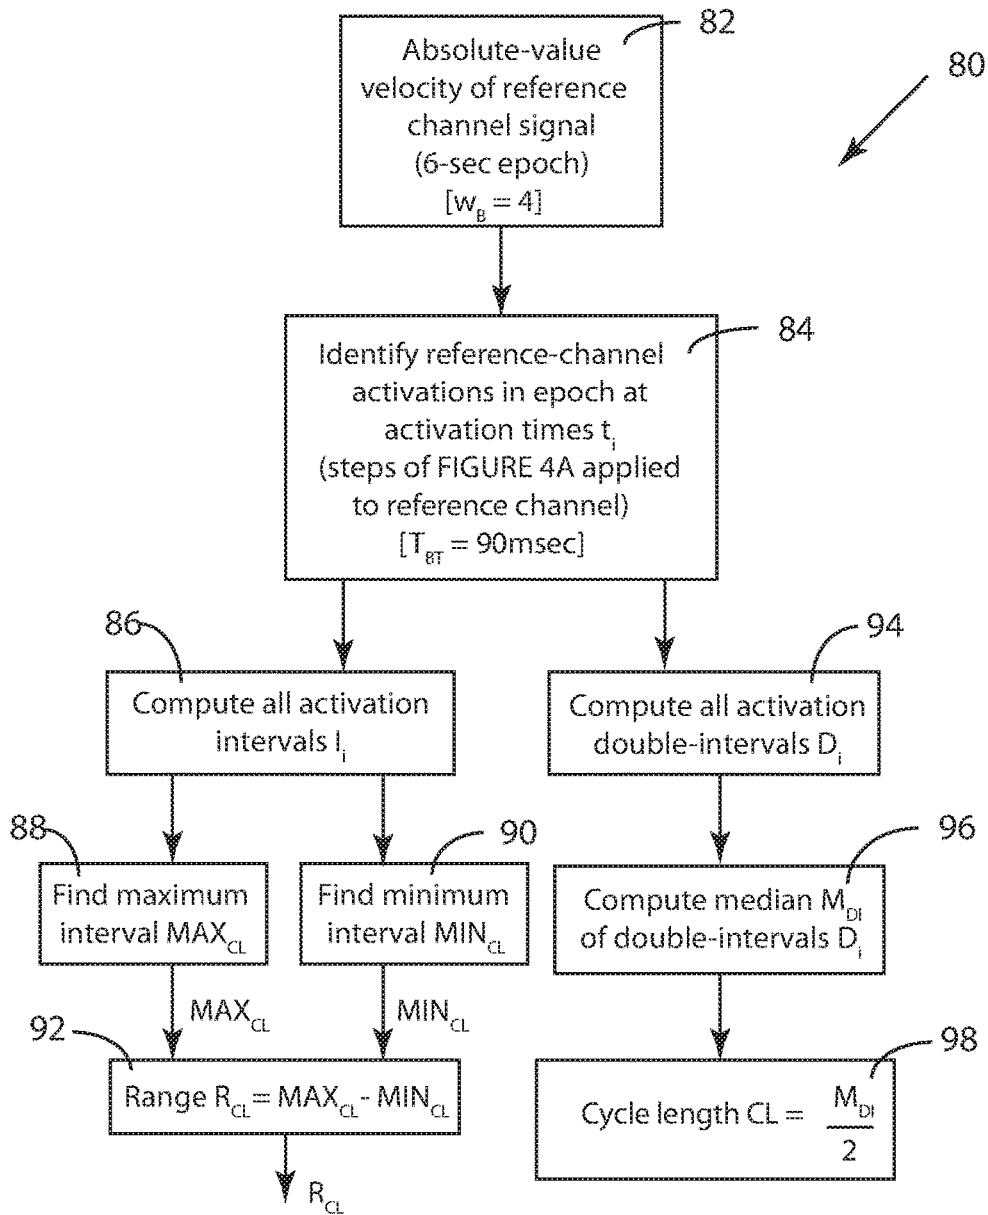 82
Absolute-value
velocity of reference
channel signal
(6-sec epoch)
[w_B = 4]
80
84
Identify reference-channel
activations in epoch at
activation times t_i
(steps of FIGURE 4A applied
to reference channel)
[T_BT = 90msec]
86
Compute all activation
intervals I_i
94
Compute all activation
double-intervals D_i
88
Find maximum
interval MAX_CL
90
Find minimum
interval MIN_CL
96
Compute median M_DI
of double-intervals D_i
MAX_CL
MIN_CL
92
Range R_CL = MAX_CL - MIN_CL
98
Cycle length CL = M_DI
2
R_CL